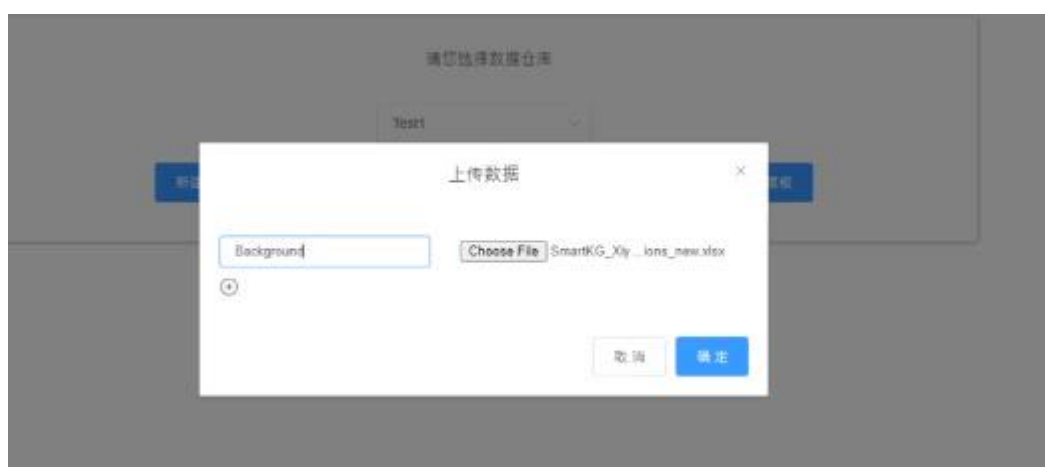 请您选择数据仓库
Test1
上传数据
Background
Choose File SmartKG_Xiy...ions_new.xlsx
取 消
确 定